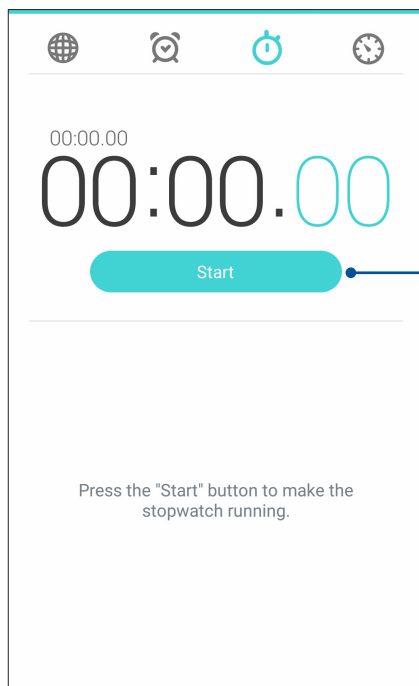 00:00.00
00:00.00
Start
Press the "Start" button to make the
stopwatch running.